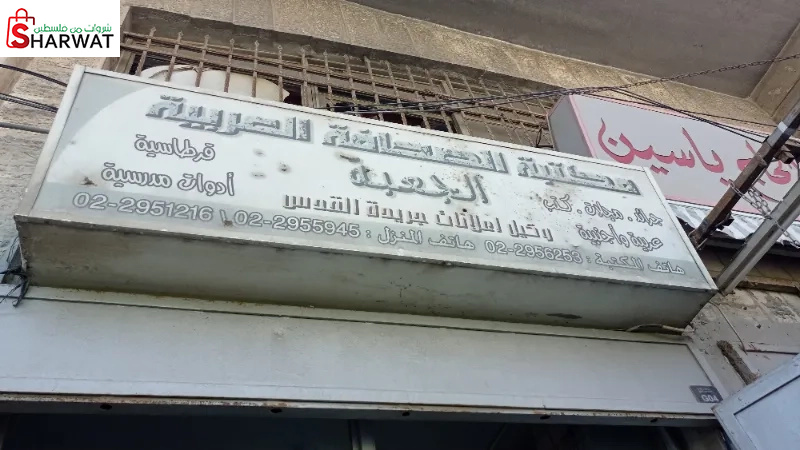 شروات من فلسطين
SHARWAT
مكتبة الصحافة العربية
الجعبة
جرائد . مجلات . كتب
عربية وأجنبية
قرطاسية
أدوات مدرسية
وكيل اعلانات جريدة القدس
هاتف المكتبة : 02-2956253 هاتف المنزل : 02-2955945 \ 02-2951216
ياسين